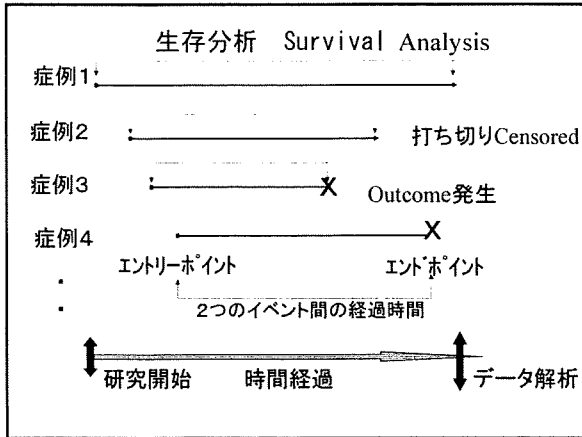 生存分析 Survival Analysis
症例1
症例2
打ち切りCensored
症例3
Outcome発生
症例4
エントリーポイント
エンドポイント
2つのイベント間の経過時間
研究開始
時間経過
データ解析